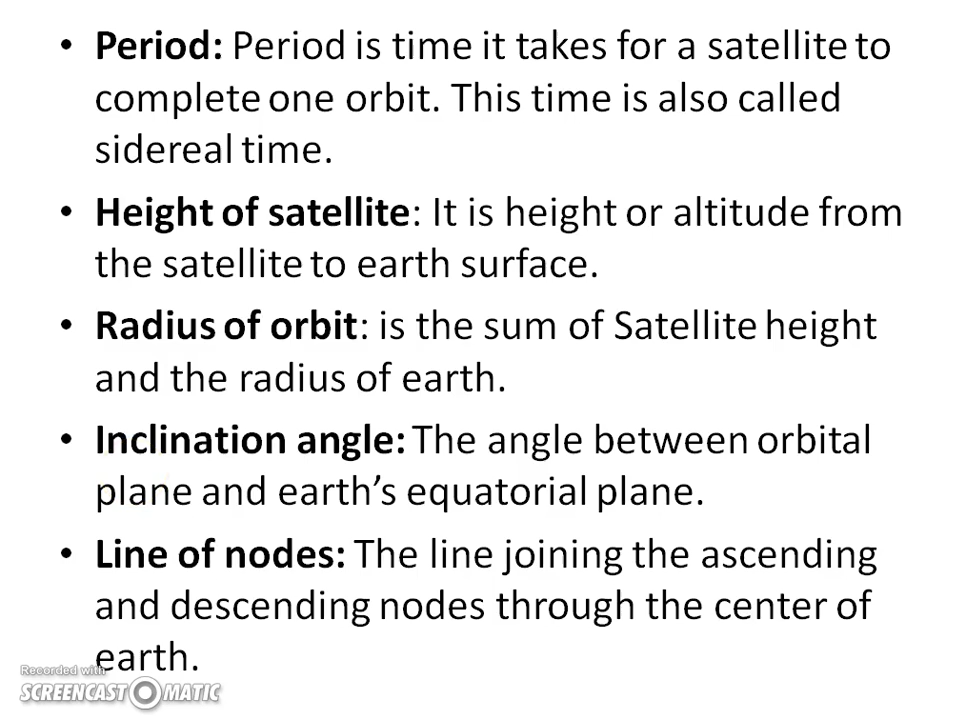 • Period: Period is time it takes for a satellite to
complete one orbit. This time is also called
sidereal time.
• Height of satellite: It is height or altitude from
the satellite to earth surface.
• Radius of orbit: is the sum of Satellite height
and the radius of earth.
• Inclination angle: The angle between orbital
plane and earth’s equatorial plane.
• Line of nodes: The line joining the ascending
and descending nodes through the center of
earth.
Recorded with
SCREENCAST-O-MATIC